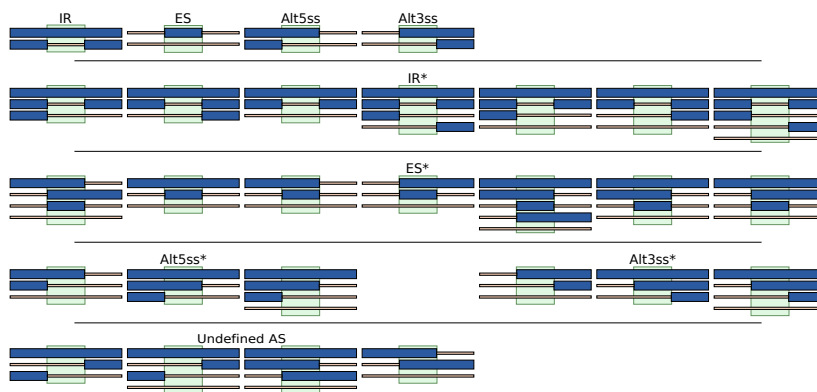 IR ES Alt5ss Alt3ss
IR*
ES*
Alt5ss* Alt3ss*
Undefined AS